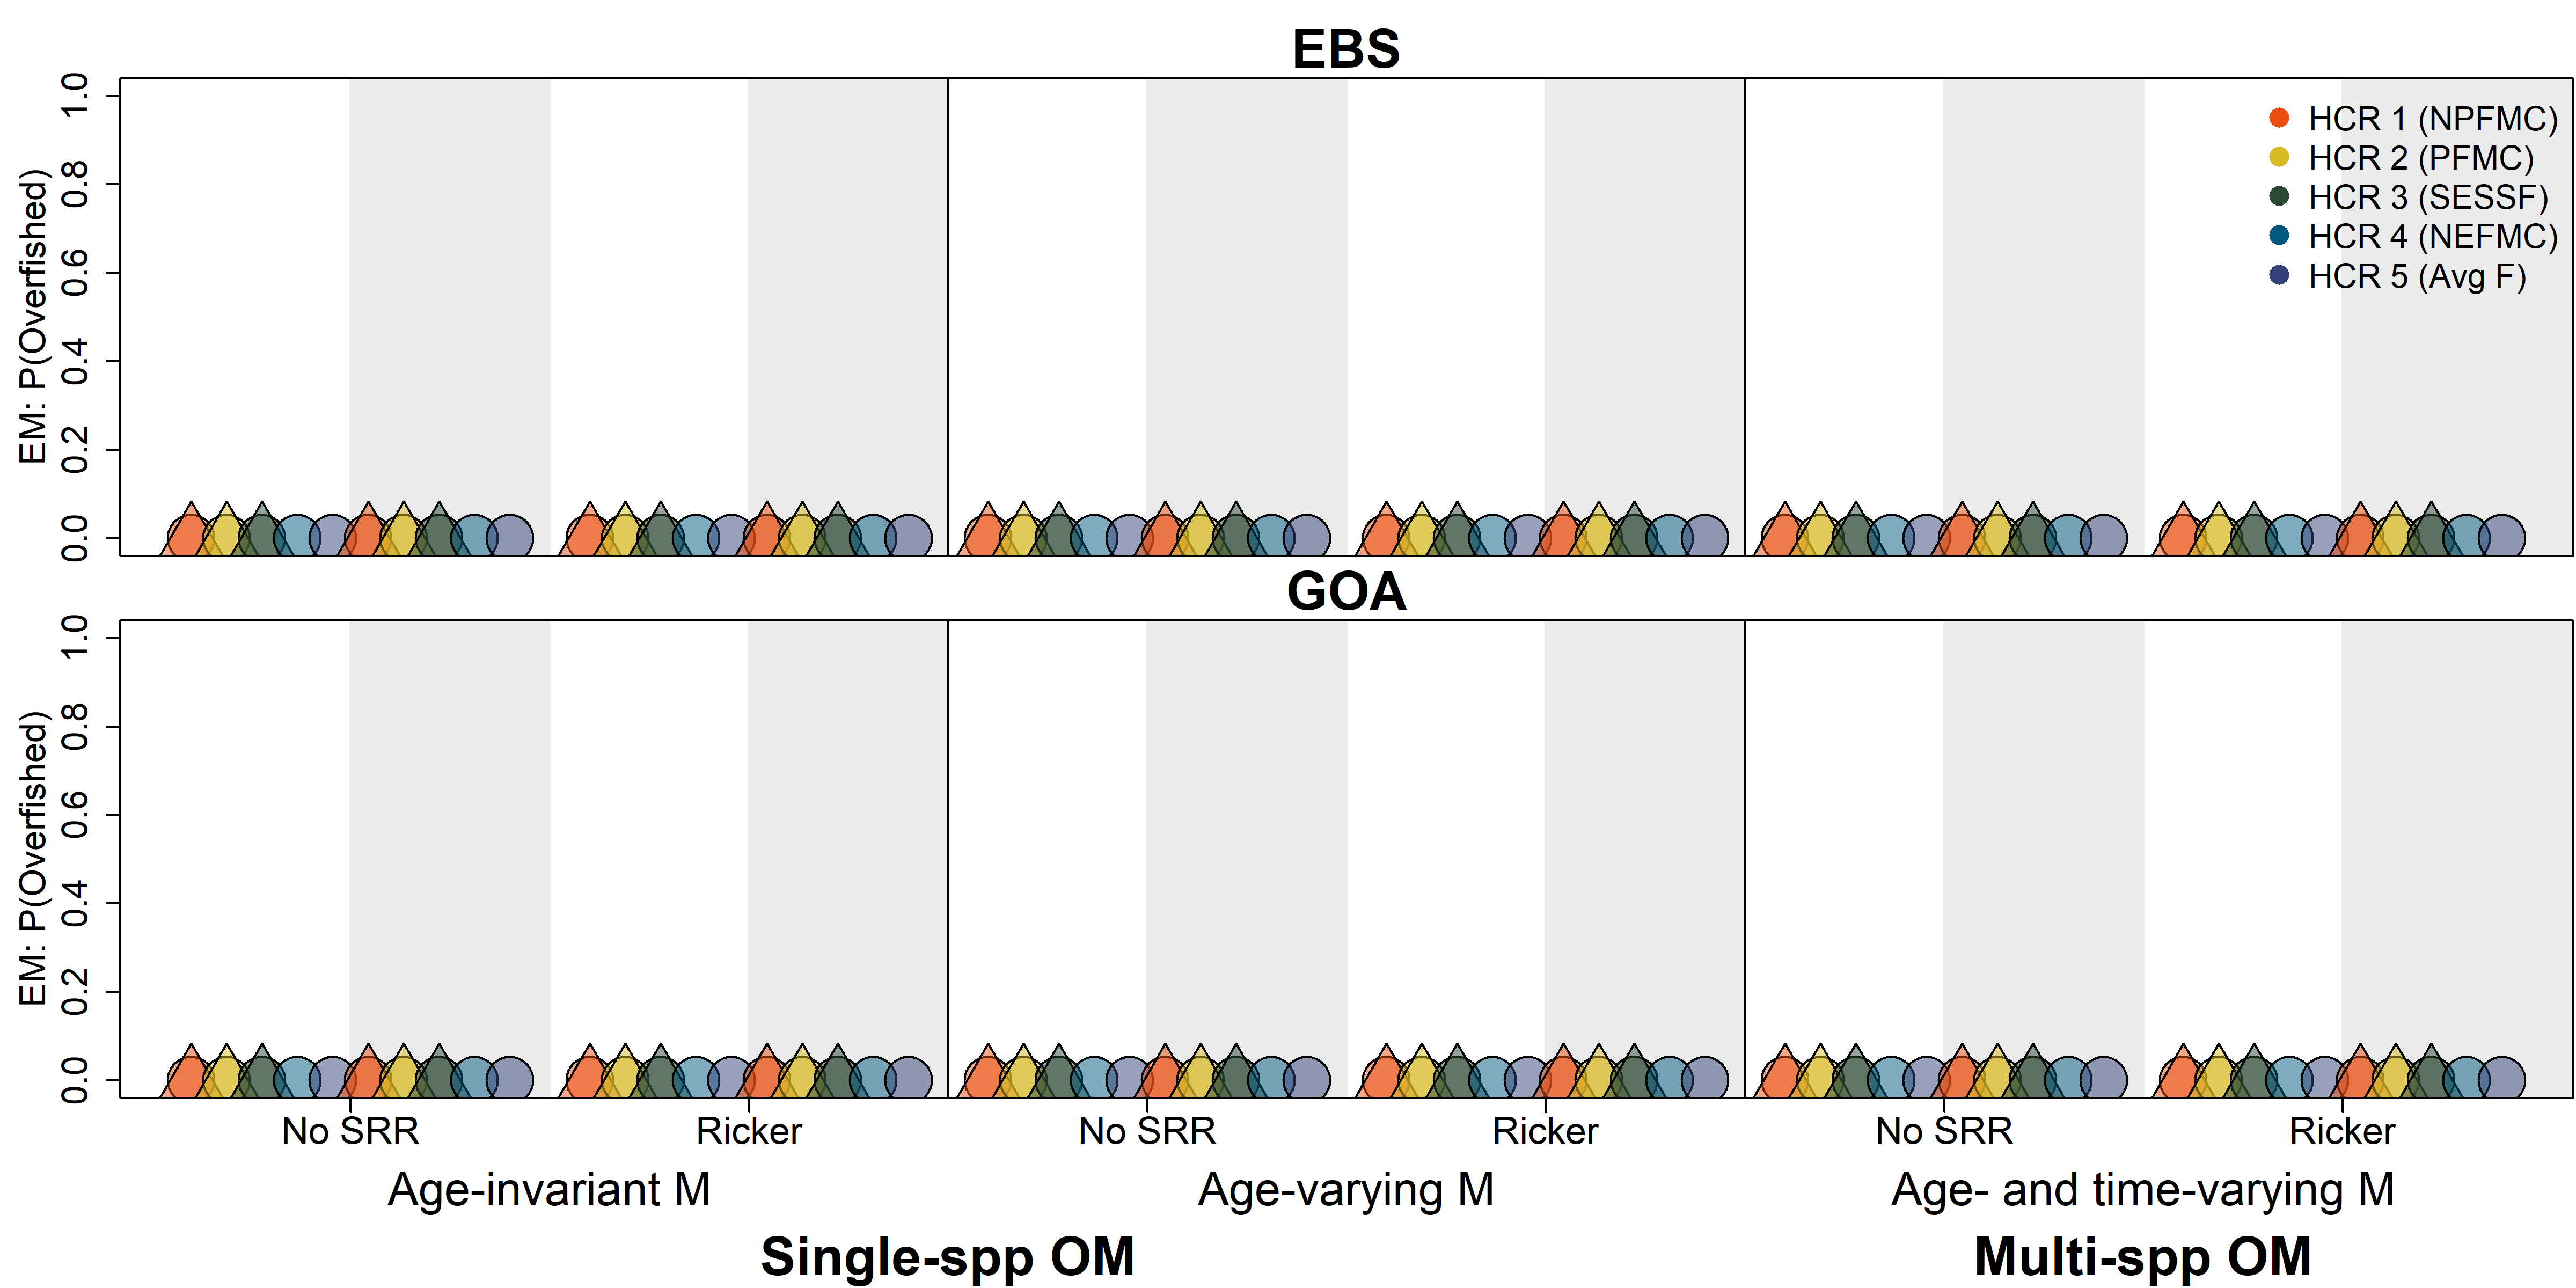 EBS
EM: P(Overfished)
1.0
0.8
0.6
0.4
0.2
0.0
HCR 1 (NPFMC)
HCR 2 (PFMC)
HCR 3 (SESSF)
HCR 4 (NEFMC)
HCR 5 (Avg F)
GOA
EM: P(Overfished)
1.0
0.8
0.6
0.4
0.2
0.0
No SRR Ricker No SRR Ricker No SRR Ricker
Age-invariant M Age-varying M Age- and time-varying M
Single-spp OM Multi-spp OM